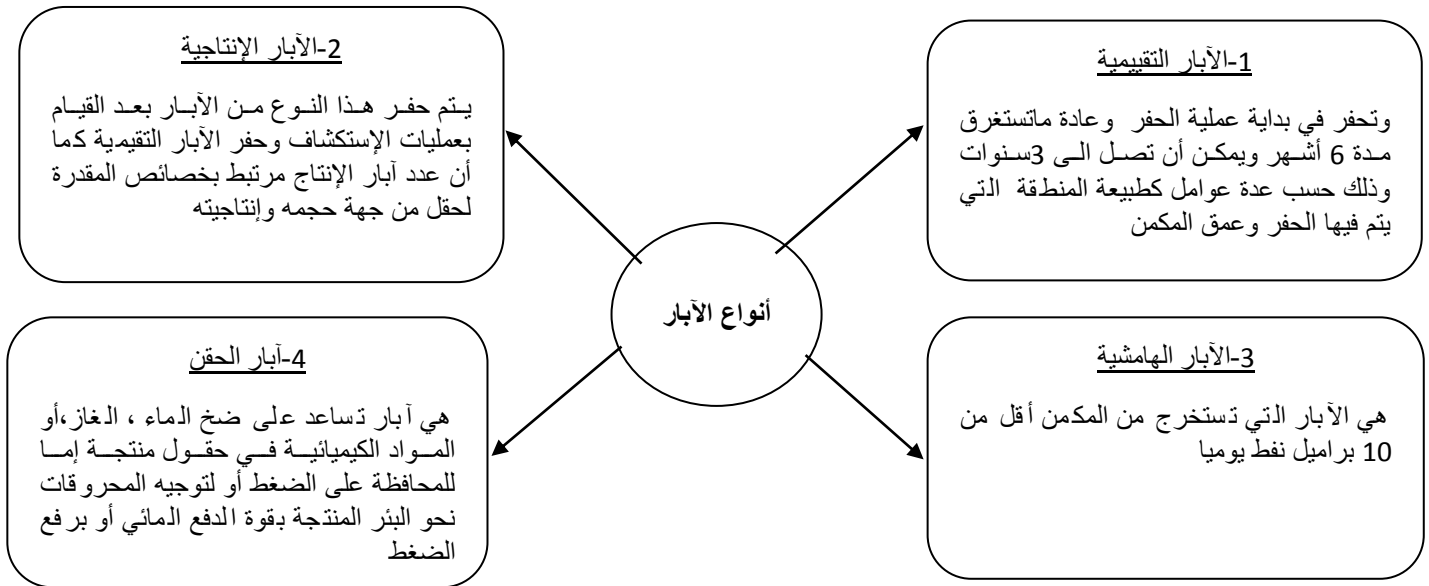 1-الآبار التقييمية
وتحفر في بداية عملية الحفر وعادة ماتستغرق
مدة 6 أشهر ويمكن أن تصل الى 3سنوات
وذلك حسب عدة عوامل كطبيعة المنطقة التي
يتم فيها الحفر وعمق المكمن
2-الآبار الإنتاجية
يتم حفر هذا النوع من الآبار بعد القيام
بعمليات الإستكشاف وحفر الآبار التقيمية كما
أن عدد آبار الإنتاج مرتبط بخصائص المقدرة
لحقل من جهة حجمه وإنتاجيته
أنواع الآبار
3-الآبار الهامشية
هي الآبار التي تستخرج من المكمن أقل من
10 براميل نفط يوميا
4-آبار الحقن
هي آبار تساعد على ضخ الماء ، الغاز،أو
المواد الكيميائية في حقول منتجة إما
للمحافظة على الضغط أو لتوجيه المحروقات
نحو البئر المنتجة بقوة الدفع المائي أو برفع
الضغط